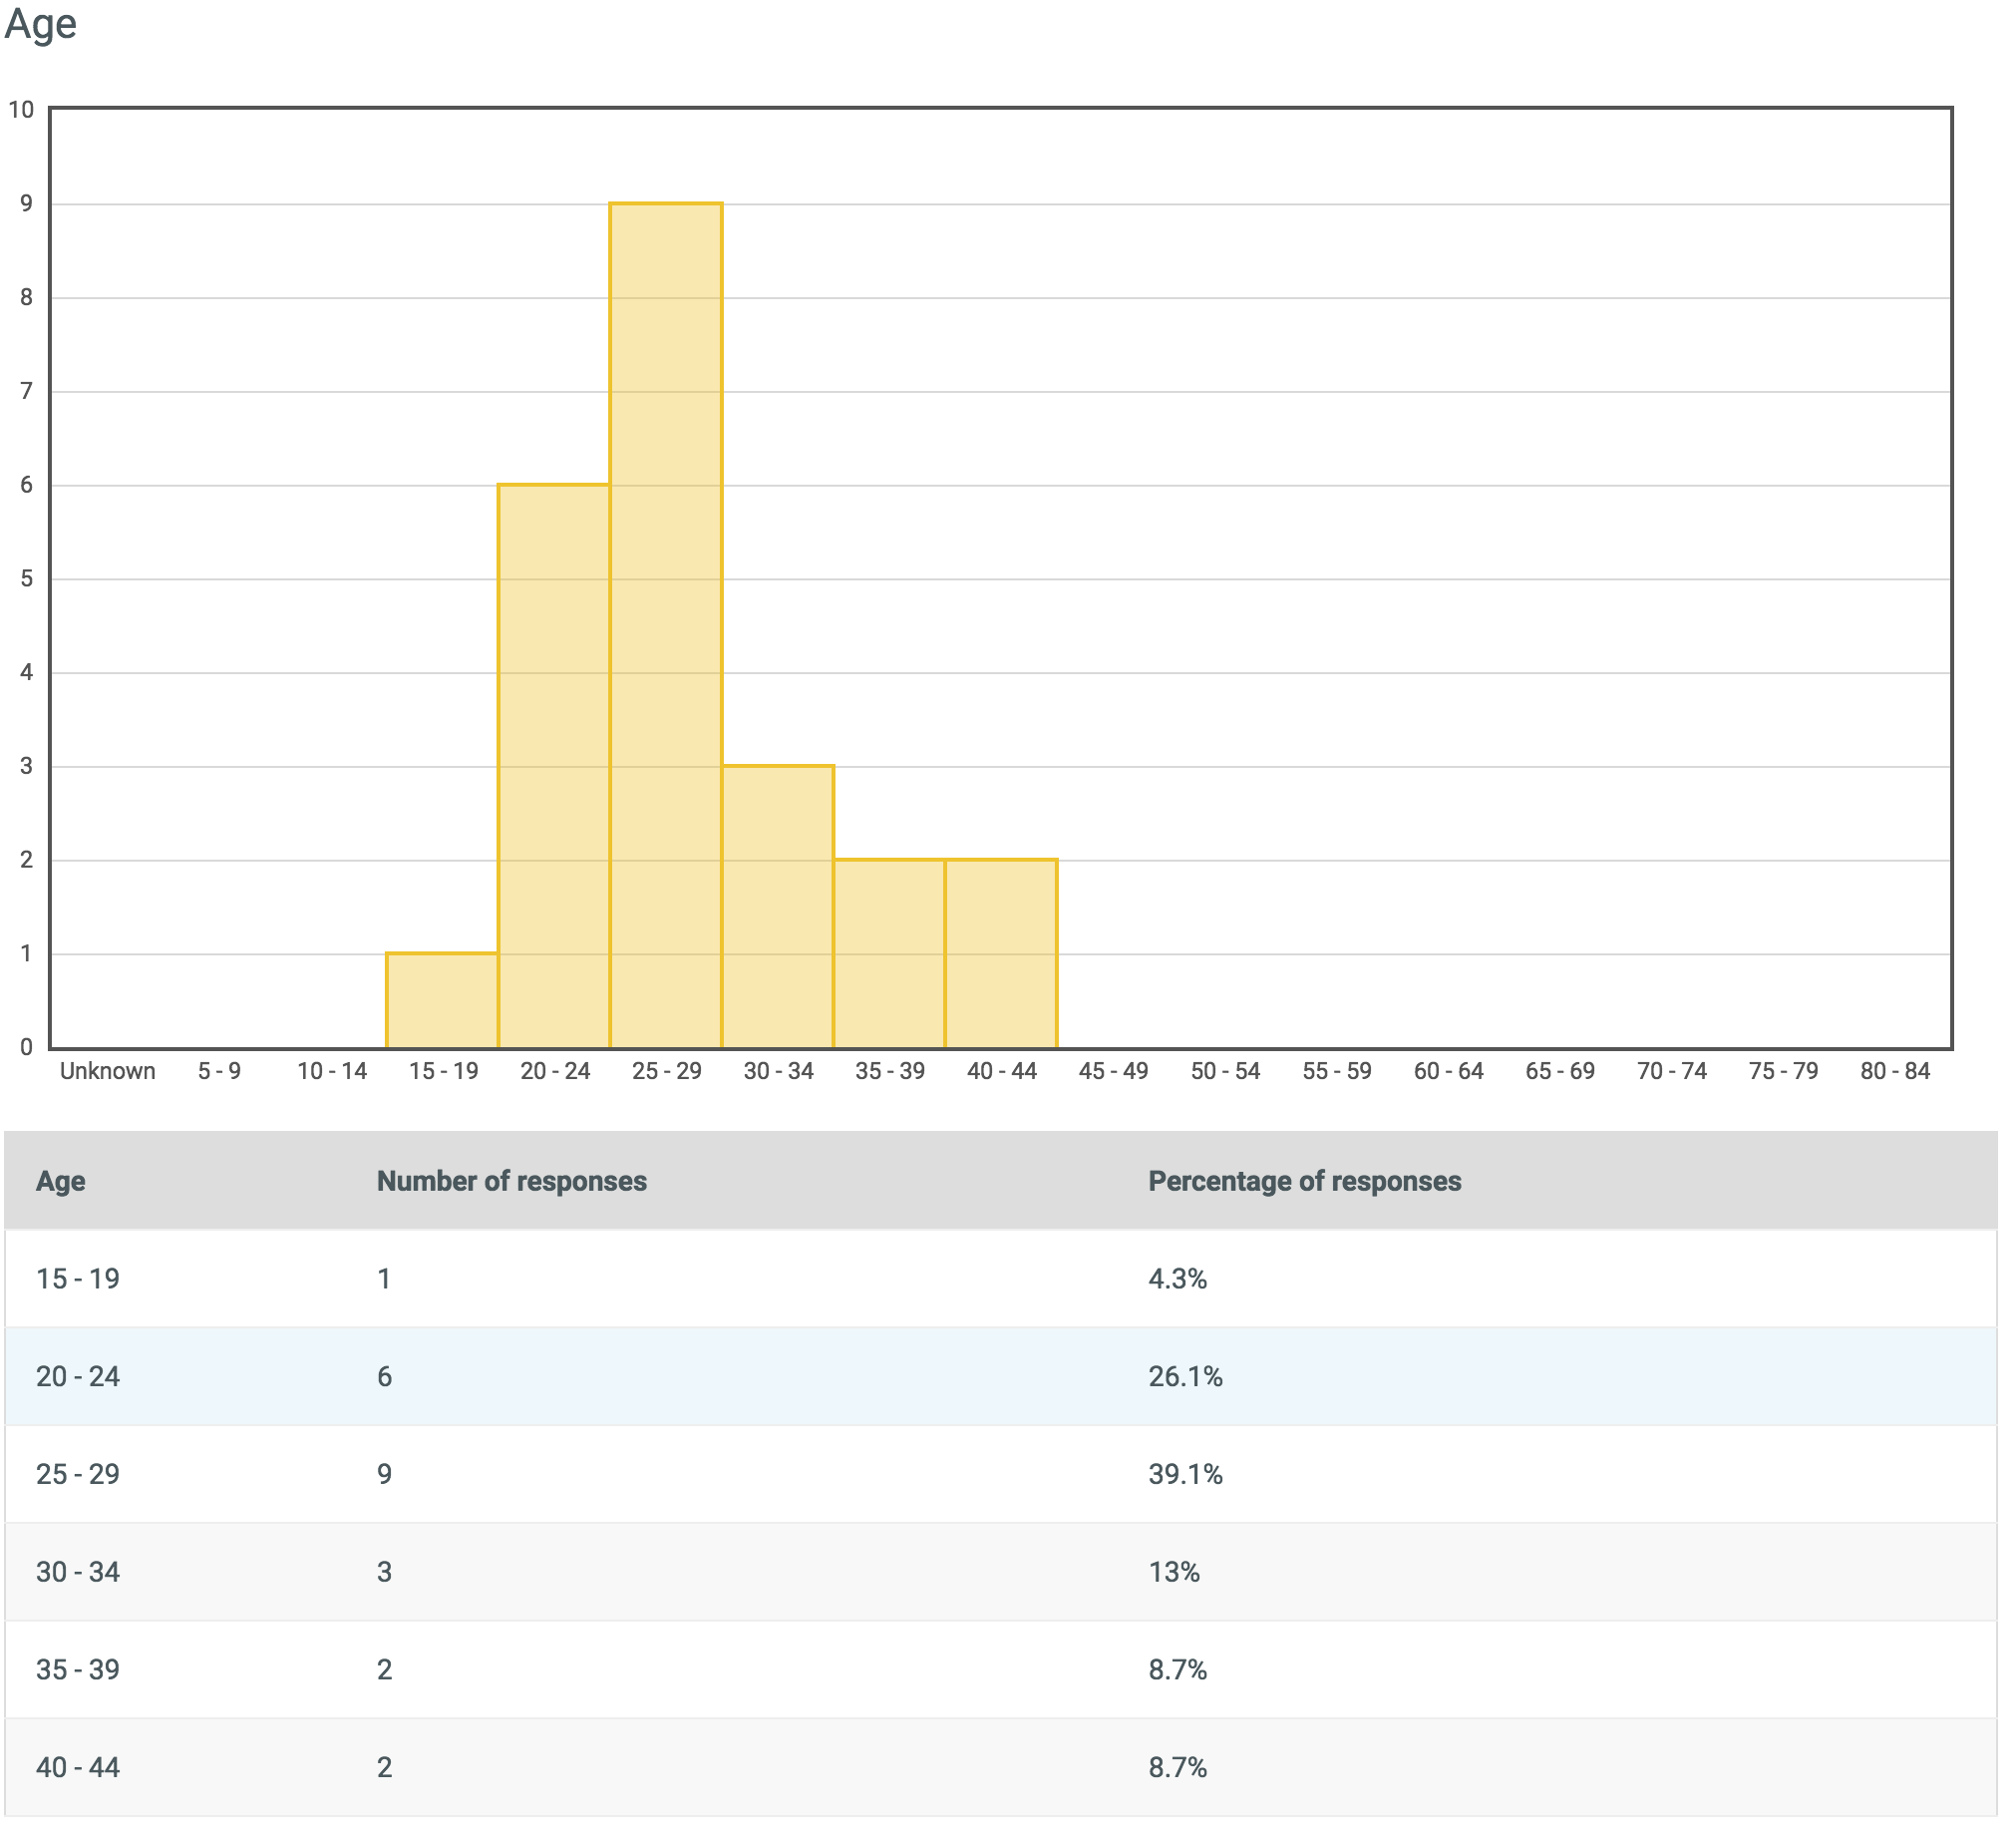 Age
10
9
8
7
6
5
4
3
2
1
0
Unknown 5 - 9 10 - 14 15 - 19 20 - 24 25 - 29 30 - 34 35 - 39 40 - 44 45 - 49 50 - 54 55 - 59 60 - 64 65 - 69 70 - 74 75 - 79 80 - 84
Age Number of responses Percentage of responses
15 - 19 1 4.3%
20 - 24 6 26.1%
25 - 29 9 39.1%
30 - 34 3 13%
35 - 39 2 8.7%
40 - 44 2 8.7%